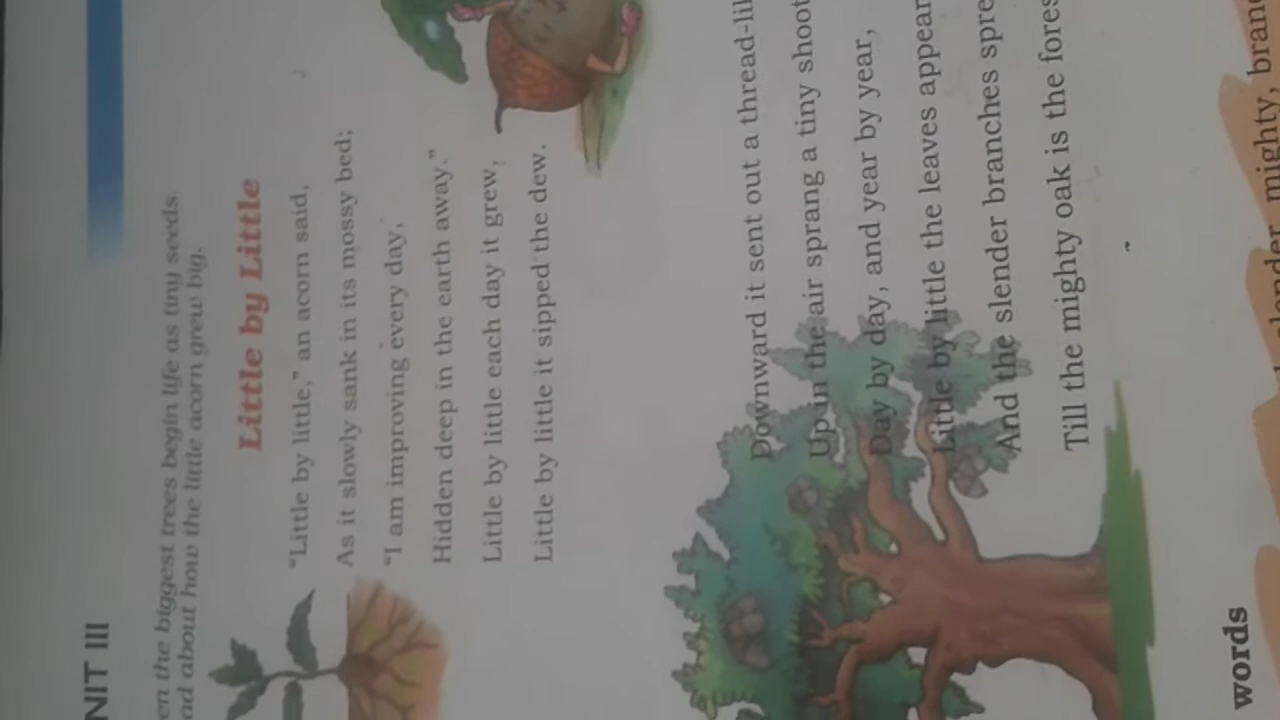 NIT III
en the biggest trees begin life as tiny seeds.
ad about how the little acorn grew big.
Little by Little
“Little by little,” an acorn said,
As it slowly sank in its mossy bed;
“I am improving every day,
Hidden deep in the earth away.”
Little by little each day it grew,
Little by little it sipped the dew.
Downward it sent out a thread-li
Up in the air sprang a tiny shoot
Day by day, and year by year,
Little by little the leaves appear
And the slender branches spre
Till the mighty oak is the fores
words
slender, mighty, branc